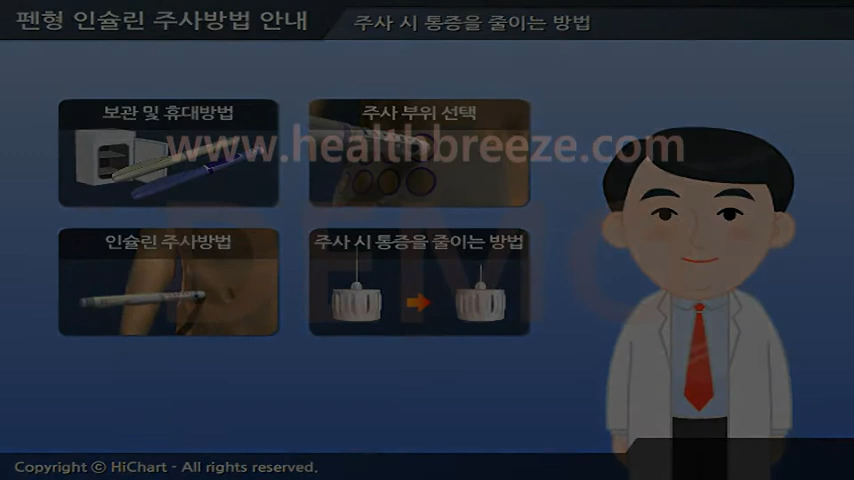 펜형 인슐린 주사방법 안내
주사 시 통증을 줄이는 방법
보관 및 휴대방법
주사 부위 선택
www.healthbreeze.com
DEMO
인슐린 주사방법
주사 시 통증을 줄이는 방법
Copyright ⓒ HiChart - All rights reserved.